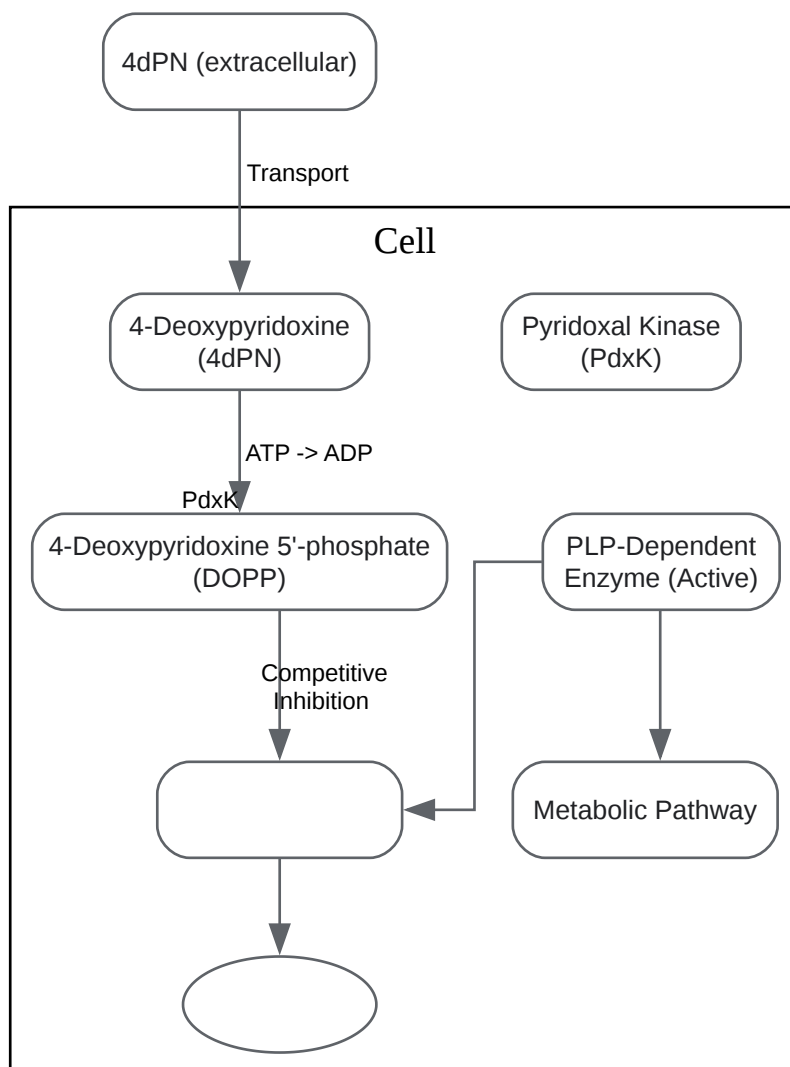 4dPN (extracellular)
Transport
Cell
4-Deoxypyridoxine
(4dPN)
Pyridoxal Kinase
(PdxK)
ATP -> ADP
PdxK
4-Deoxypyridoxine 5'-phosphate
(DOPP)
PLP-Dependent
Enzyme (Active)
Competitive
Inhibition
Metabolic Pathway